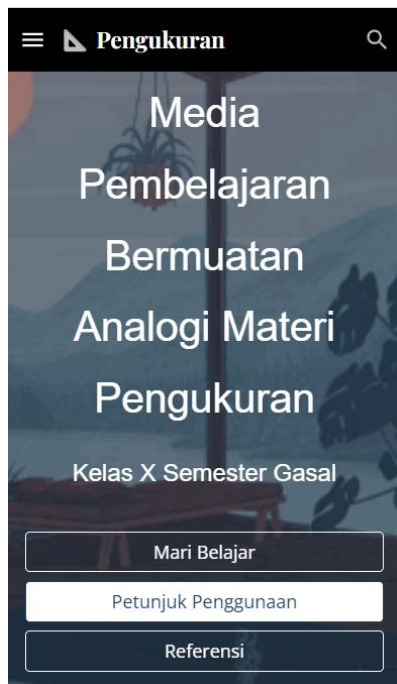 Pengukuran
Media
Pembelajaran
Bermuatan
Analogi Materi
Pengukuran
Kelas X Semester Gasal
Mari Belajar
Petunjuk Penggunaan
Referensi